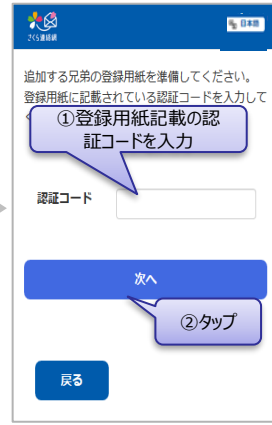 さくら連絡網
日本語
追加する兄弟の登録用紙を準備してください。
登録用紙に記載されている認証コードを入力して
①登録用紙記載の認
証コードを入力
認証コード
次へ
②タップ
戻る